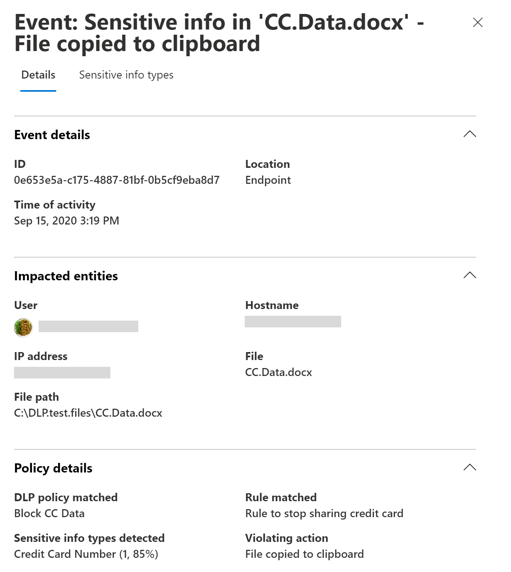 Event: Sensitive info in 'CC.Data.docx' -
File copied to clipboard
Details
Sensitive info types
Event details
ID
0e653e5a-c175-4887-81bf-0b5cf9eba8d7
Location
Endpoint
Time of activity
Sep 15, 2020 3:19 PM
Impacted entities
User
Hostname
IP address
File
CC.Data.docx
File path
C:\DLP.test.files\CC.Data.docx
Policy details
DLP policy matched
Block CC Data
Rule matched
Rule to stop sharing credit card
Sensitive info types detected
Credit Card Number (1, 85%)
Violating action
File copied to clipboard